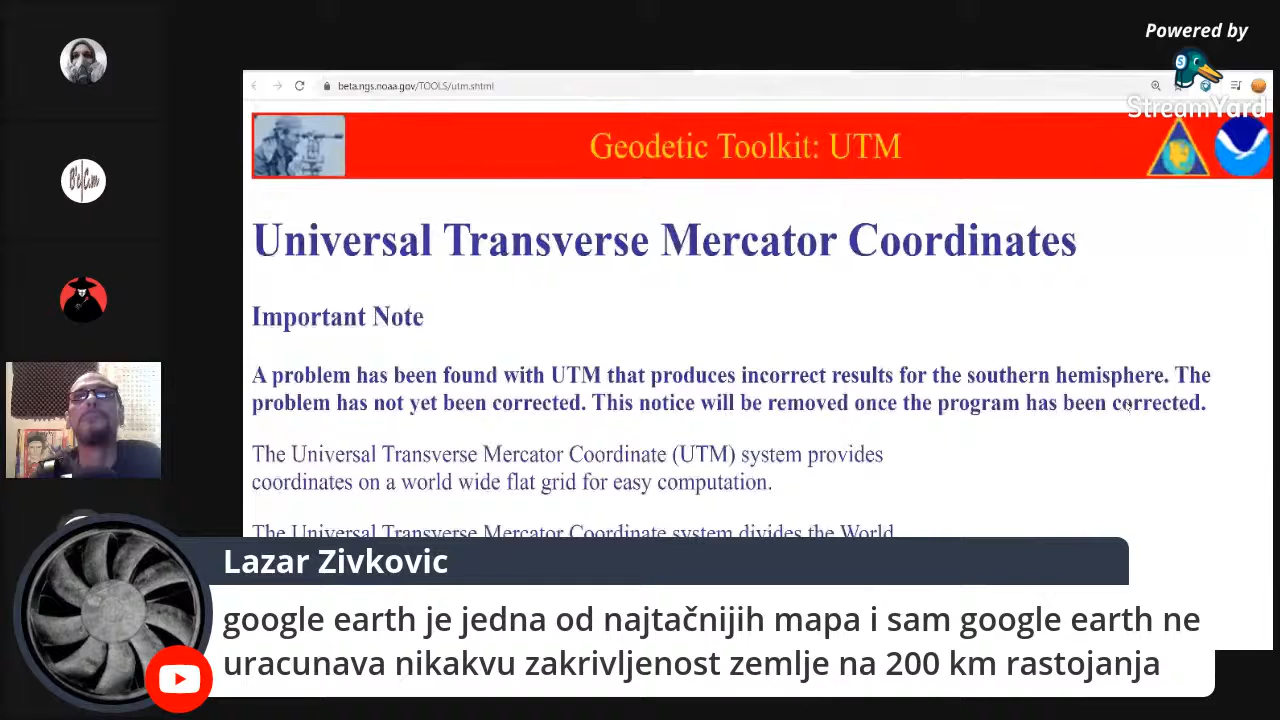 Powered by
StreamYard
beta.ngs.noaa.gov/TOOLS/utm.shtml
Geodetic Toolkit: UTM
Universal Transverse Mercator Coordinates
Important Note
A problem has been found with UTM that produces incorrect results for the southern hemisphere. The
problem has not yet been corrected. This notice will be removed once the program has been corrected.
The Universal Transverse Mercator Coordinate (UTM) system provides
coordinates on a world wide flat grid for easy computation.
The Universal Transverse Mercator Coordinate system divides the World
Lazar Zivkovic
google earth je jedna od najtačnijih mapa i sam google earth ne
uracunava nikakvu zakrivljenost zemlje na 200 km rastojanja